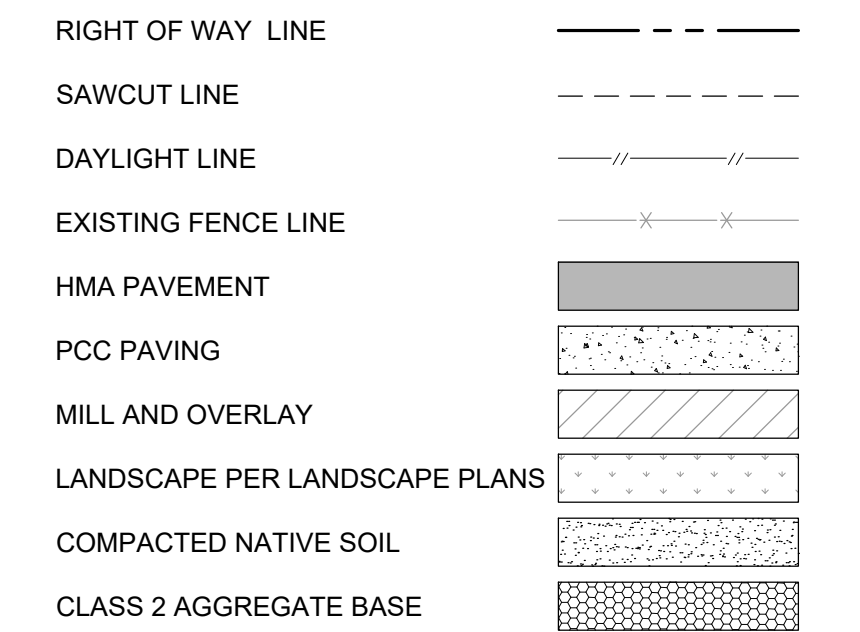 RIGHT OF WAY LINE
SAWCUT LINE
DAYLIGHT LINE
EXISTING FENCE LINE
HMA PAVEMENT
PCC PAVING
MILL AND OVERLAY
LANDSCAPE PER LANDSCAPE PLANS
COMPACTED NATIVE SOIL
CLASS 2 AGGREGATE BASE